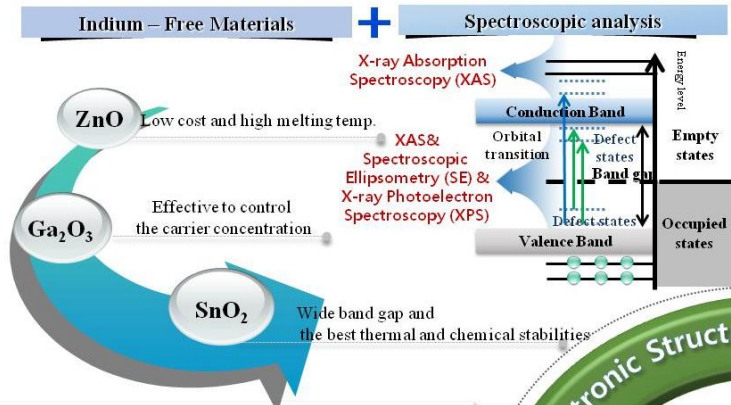 Indium – Free Materials
+
Spectroscopic analysis
X-ray Absorption
Spectroscopy (XAS)
Energy level
ZnO
Low cost and high melting temp.
Conduction Band
Orbital
transition
Defect
states
Band gap
Empty
states
XAS&
Spectroscopic
Ellipsometry (SE) &
X-ray Photoelectron
Spectroscopy (XPS)
Ga2O3
Effective to control
the carrier concentration
Defect states
Valence Band
Occupied
states
SnO2
Wide band gap and
the best thermal and chemical stabilities
tronic Struct